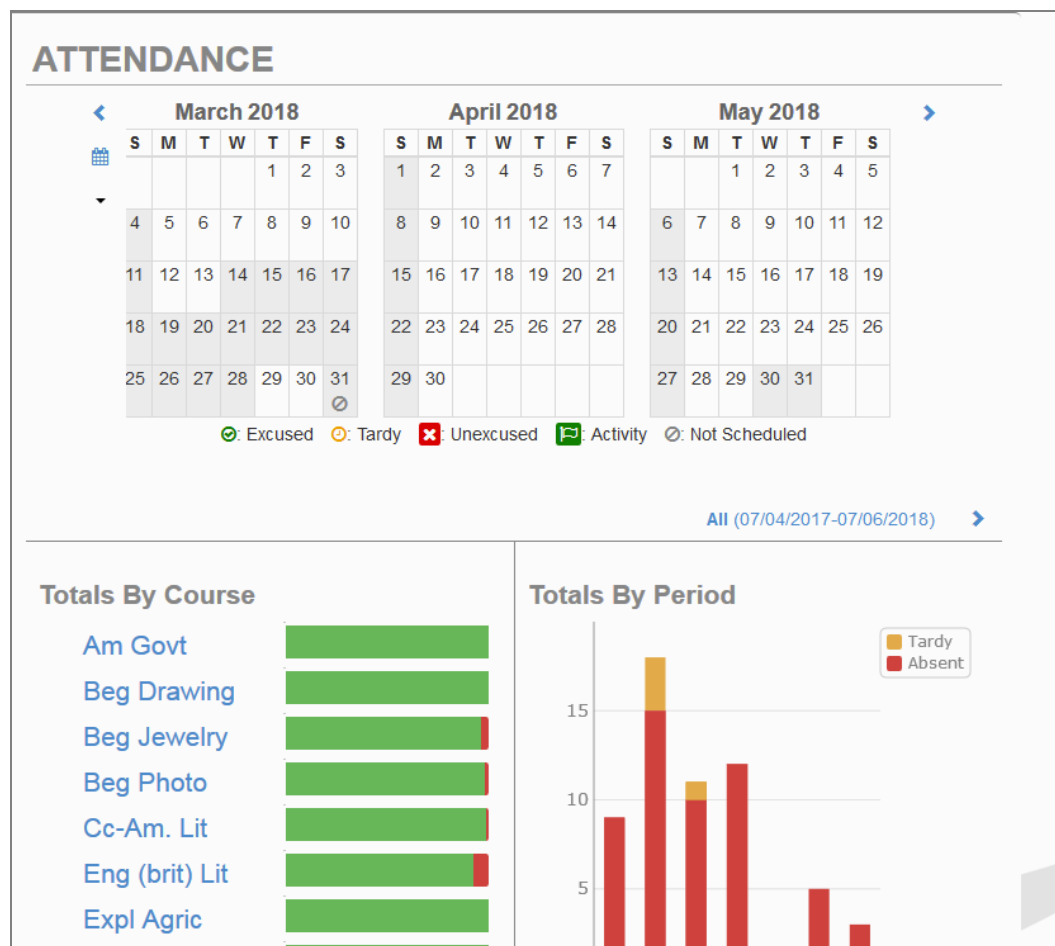 ATTENDANCE
March 2018 April 2018 May 2018
S M T W T F S S M T W T F S S M T W T F S
1 2 3 1 2 3 4 5 6 7 1 2 3 4 5
4 5 6 7 8 9 10 8 9 10 11 12 13 14 6 7 8 9 10 11 12
11 12 13 14 15 16 17 15 16 17 18 19 20 21 13 14 15 16 17 18 19
18 19 20 21 22 23 24 22 23 24 25 26 27 28 20 21 22 23 24 25 26
25 26 27 28 29 30 31 29 30 27 28 29 30 31
: Excused : Tardy : Unexcused : Activity : Not Scheduled
All (07/04/2017-07/06/2018)
Totals By Course
Am Govt
Beg Drawing
Beg Jewelry
Beg Photo
Cc-Am. Lit
Eng (brit) Lit
Expl Agric
Totals By Period
Tardy
Absent
15
10
5